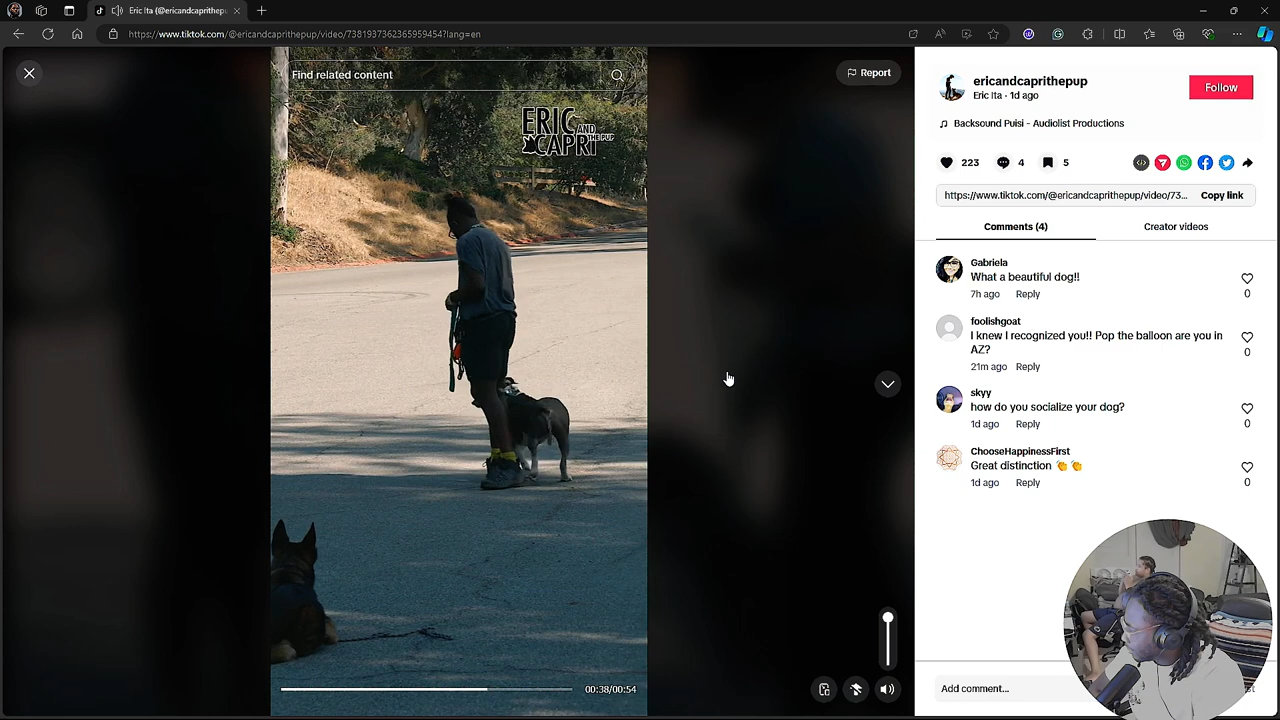 Eric Ita (@ericandcaprithepup
https://www.tiktok.com/@ericandcaprithepup/video/7381937362365959454?lang=en
Find related content
Report
ERIC AND
CAPRI THE PUP
00:38/00:54
ericandcaprithepup
Eric Ita · 1d ago
Follow
Backsound Puisi - Audiolist Productions
223
4
5
https://www.tiktok.com/@ericandcaprithepup/video/73...
Copy link
Comments (4)
Creator videos
Gabriela
What a beautiful dog!!
7h ago Reply
0
foolishgoat
I knew I recognized you!! Pop the balloon are you in
AZ?
21m ago Reply
0
skyy
how do you socialize your dog?
1d ago Reply
0
ChooseHappinessFirst
Great distinction 👏 👏
1d ago Reply
0
Add comment...